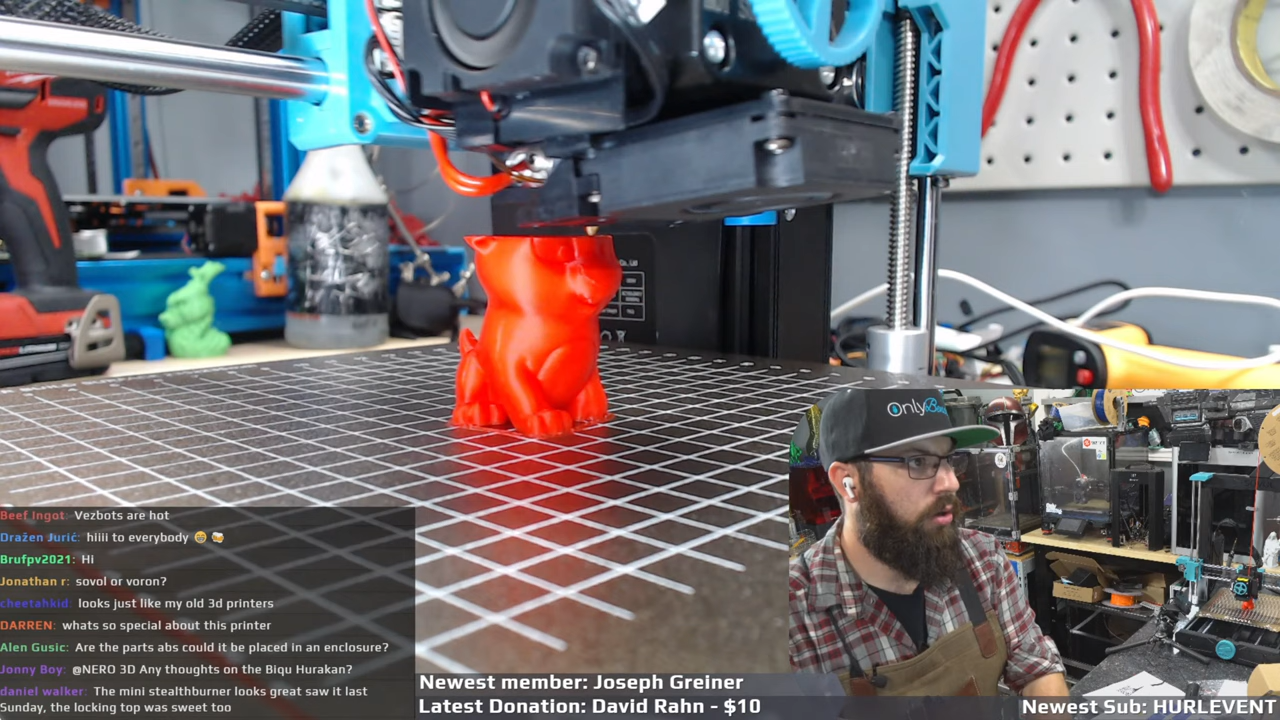 Only
Beef Ingot: Vezbots are hot
Dražen Jurić: hiiii to everybody 😁 🍻
Brufpv2021: Hi
Jonathan r: sovol or voron?
cheetahkid: looks just like my old 3d printers
DARREN: whats so special about this printer
Alen Gusic: Are the parts abs could it be placed in an enclosure?
Jonny Boy: @NERO 3D Any thoughts on the Biqu Hurakan?
daniel walker: The mini stealthburner looks great saw it last
Sunday, the locking top was sweet too
Newest member: Joseph Greiner
Latest Donation: David Rahn - $10
Newest Sub: HURLEVENT